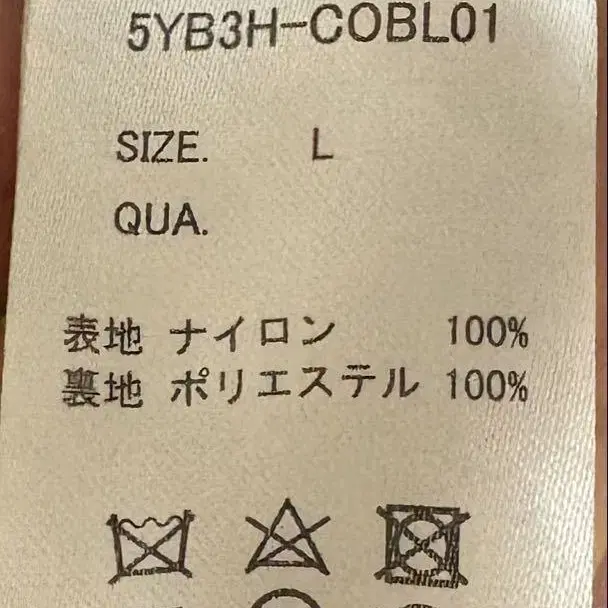 5YB3H-COBL01
SIZE. L
QUA.
表地 ナイロン 100%
裏地 ポリエステル 100%